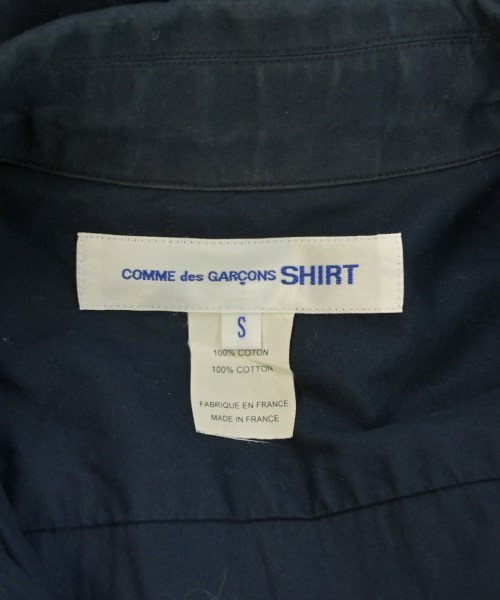 COMME des GARÇONS SHIRT
S
100% COTON
100% COTTON
FABRIQUE EN FRANCE
MADE IN FRANCE